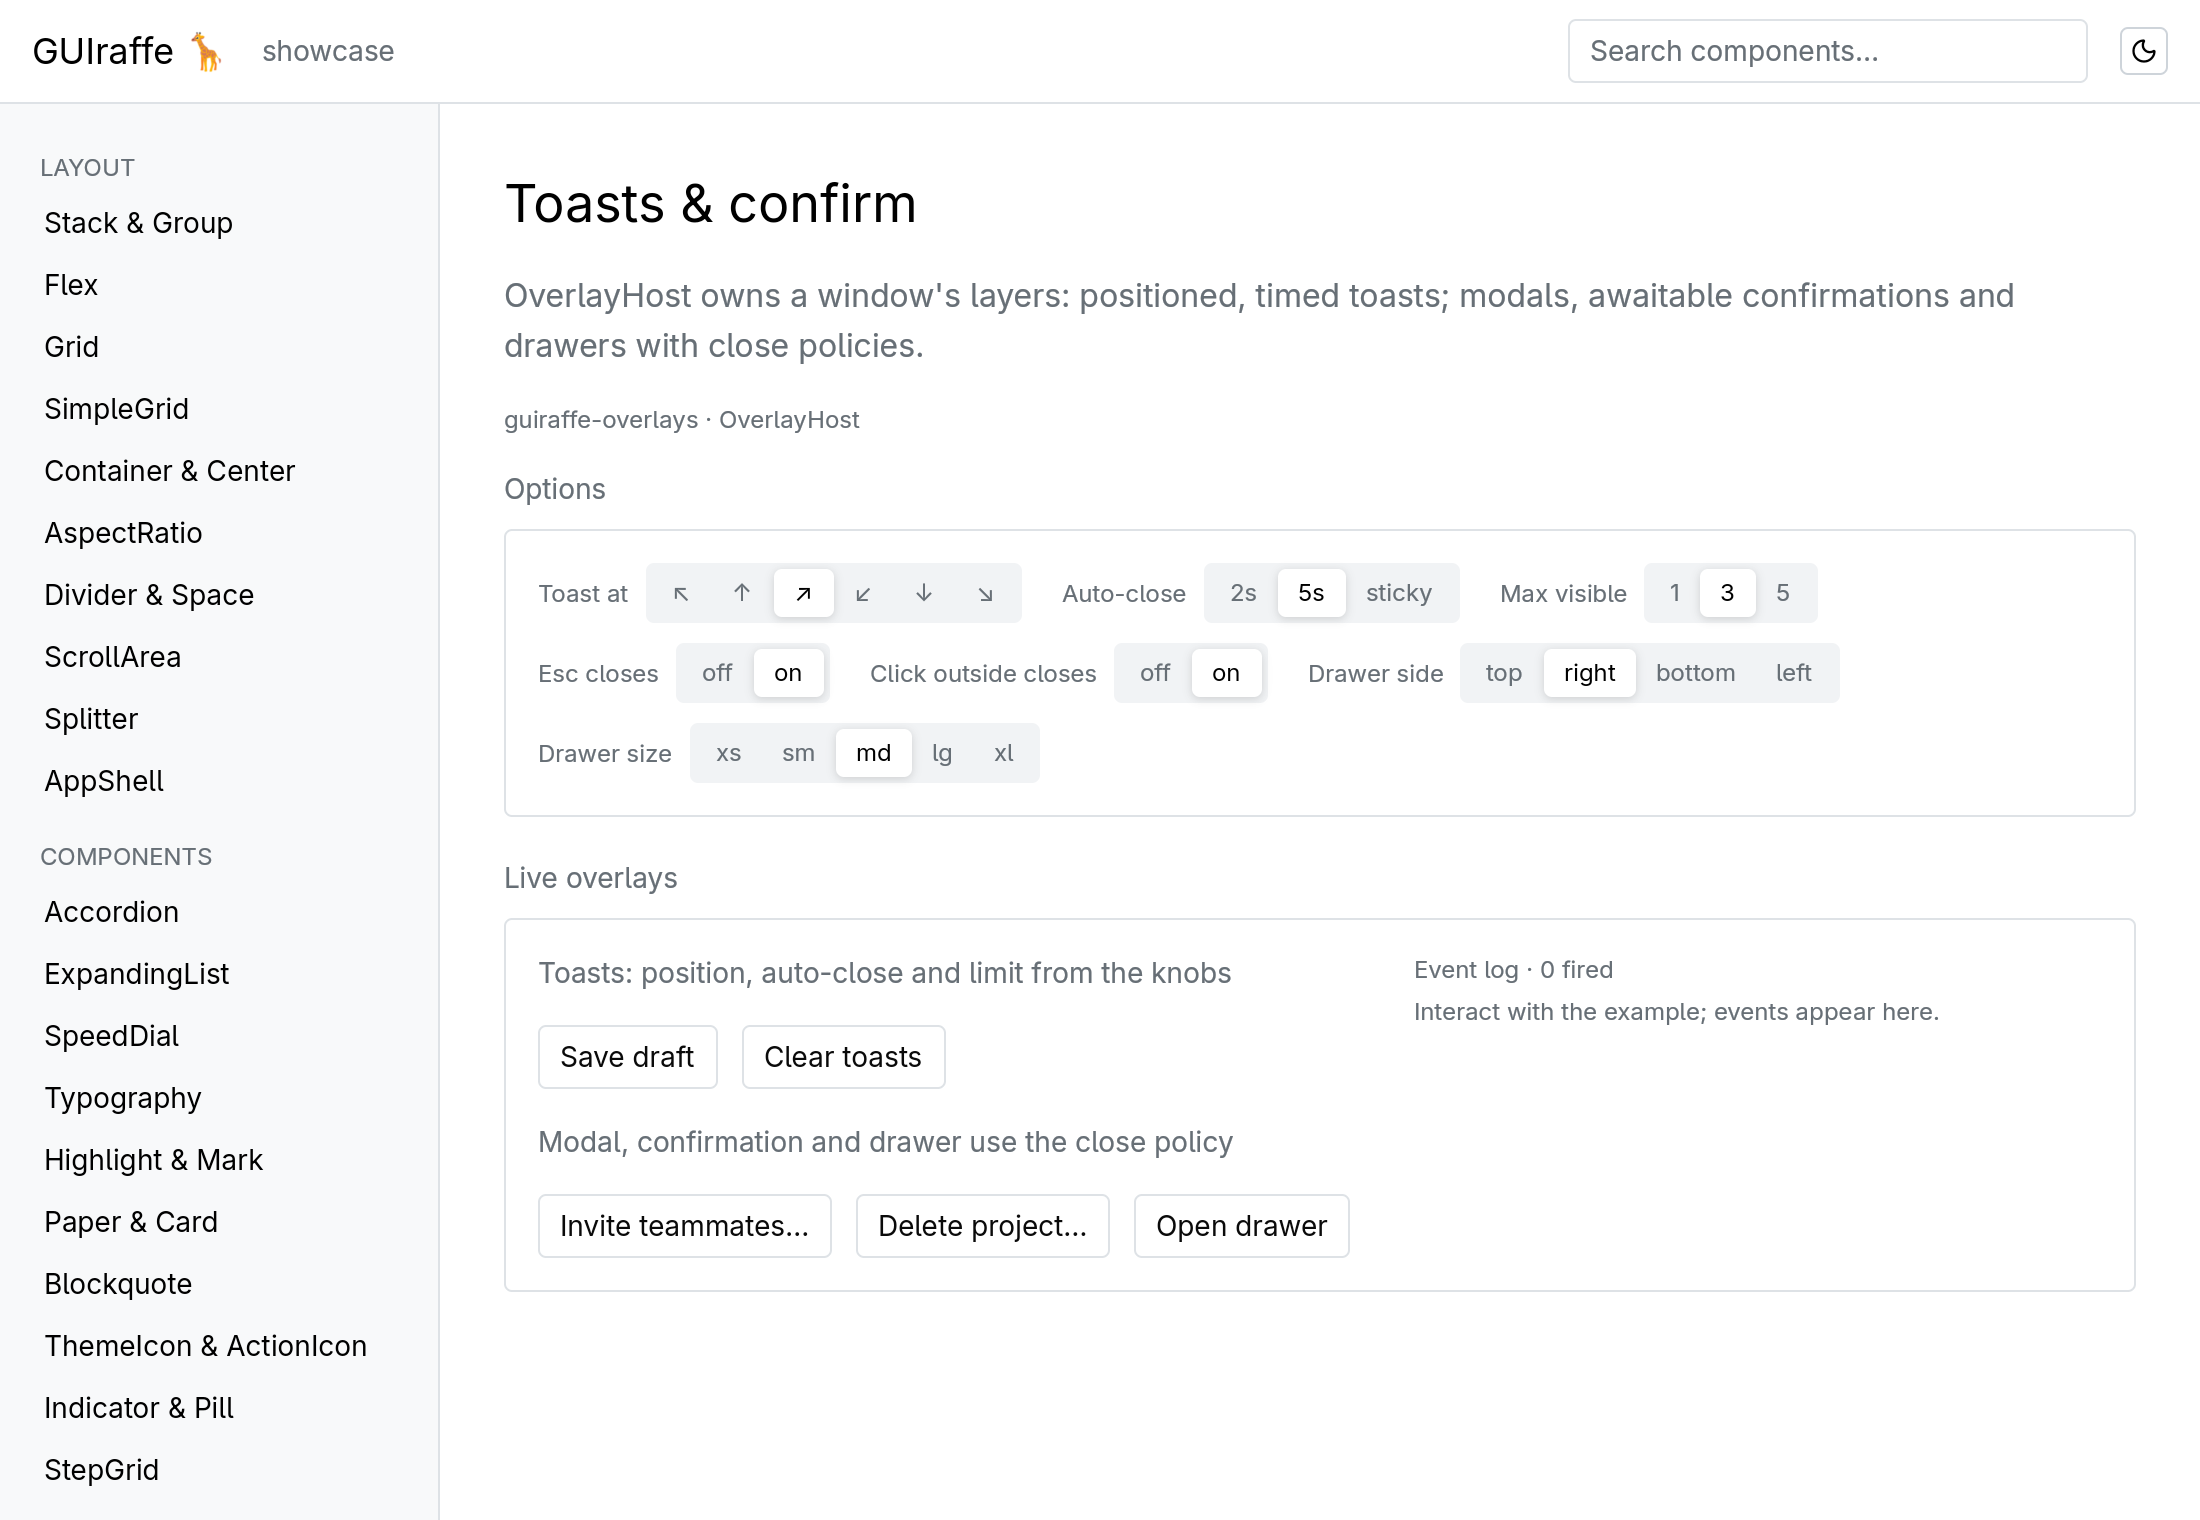 GUIraffe 🦒 showcase Search components...
LAYOUT
Stack & Group
Flex
Grid
SimpleGrid
Container & Center
AspectRatio
Divider & Space
ScrollArea
Splitter
AppShell
COMPONENTS
Accordion
ExpandingList
SpeedDial
Typography
Highlight & Mark
Paper & Card
Blockquote
ThemeIcon & ActionIcon
Indicator & Pill
StepGrid
Toasts & confirm
OverlayHost owns a window's layers: positioned, timed toasts; modals, awaitable confirmations and
drawers with close policies.
guiraffe-overlays · OverlayHost
Options
Toast at ↖ ↑ ↗ ↙ ↓ ↘ Auto-close 2s 5s sticky Max visible 1 3 5
Esc closes off on Click outside closes off on Drawer side top right bottom left
Drawer size xs sm md lg xl
Live overlays
Toasts: position, auto-close and limit from the knobs
Save draft Clear toasts
Modal, confirmation and drawer use the close policy
Invite teammates... Delete project... Open drawer
Event log · 0 fired
Interact with the example; events appear here.